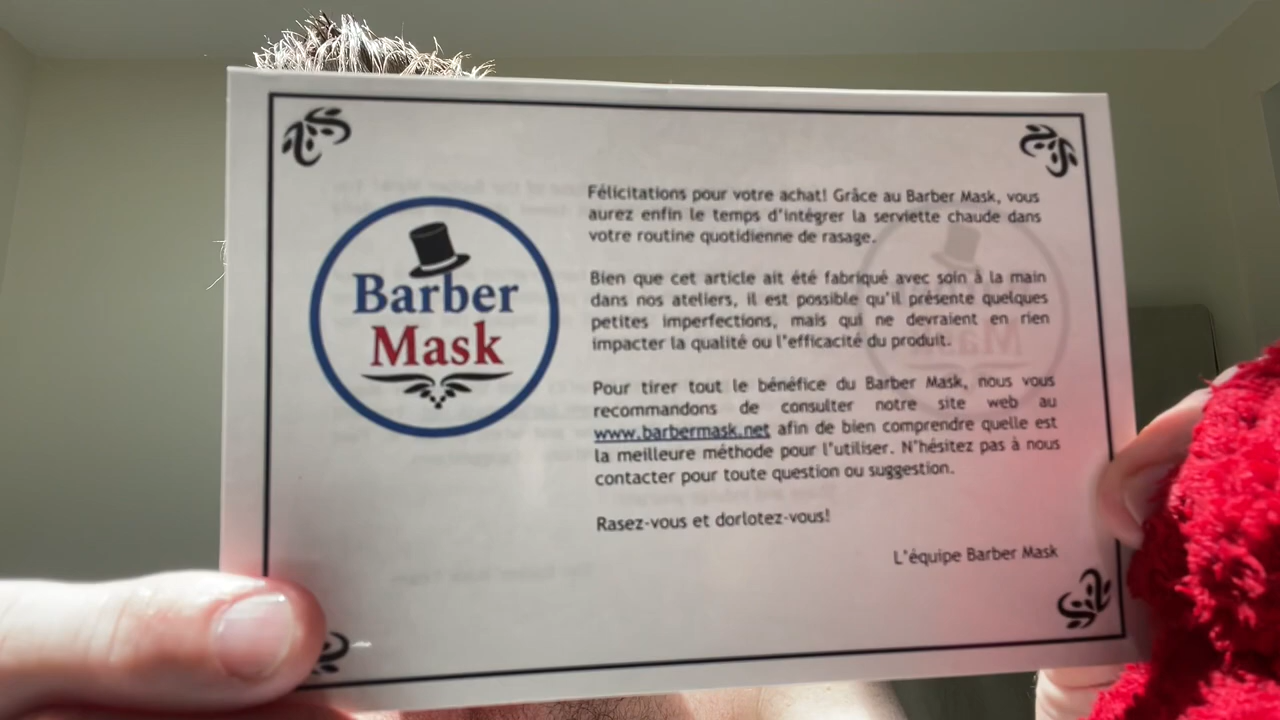 Barber
Mask
Félicitations pour votre achat! Grâce au Barber Mask, vous
aurez enfin le temps d'intégrer la serviette chaude dans
votre routine quotidienne de rasage.
Bien que cet article ait été fabriqué avec soin à la main
dans nos ateliers, il est possible qu'il présente quelques
petites imperfections, mais qui ne devraient en rien
impacter la qualité ou l'efficacité du produit.
Pour tirer tout le bénéfice du Barber Mask, nous vous
recommandons de consulter notre site web au
www.barbermask.net afin de bien comprendre quelle est
la meilleure méthode pour l'utiliser. N'hésitez pas à nous
contacter pour toute question ou suggestion.
Rasez-vous et dorlotez-vous!
L'équipe Barber Mask